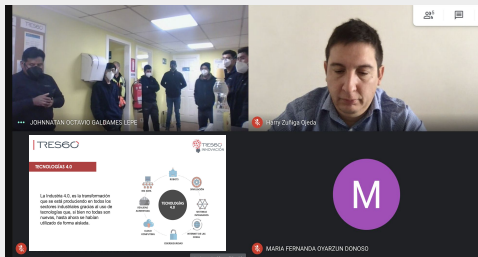 JOHNNATAN OCTAVIO GALDAMES LEPE
Harry Zuñiga Ojeda
TRES60
TRES60
INNOVACIÓN
TECNOLOGÍAS 4.0
La Industria 4.0, es la transformación
que se está produciendo en todos los
sectores industriales gracias al uso de
tecnologías que, si bien no todas son
nuevas, hasta ahora se habían
utilizado de forma aislada.
TECNOLOGÍAS
4.0
M
MARIA FERNANDA OYARZUN DONOSO